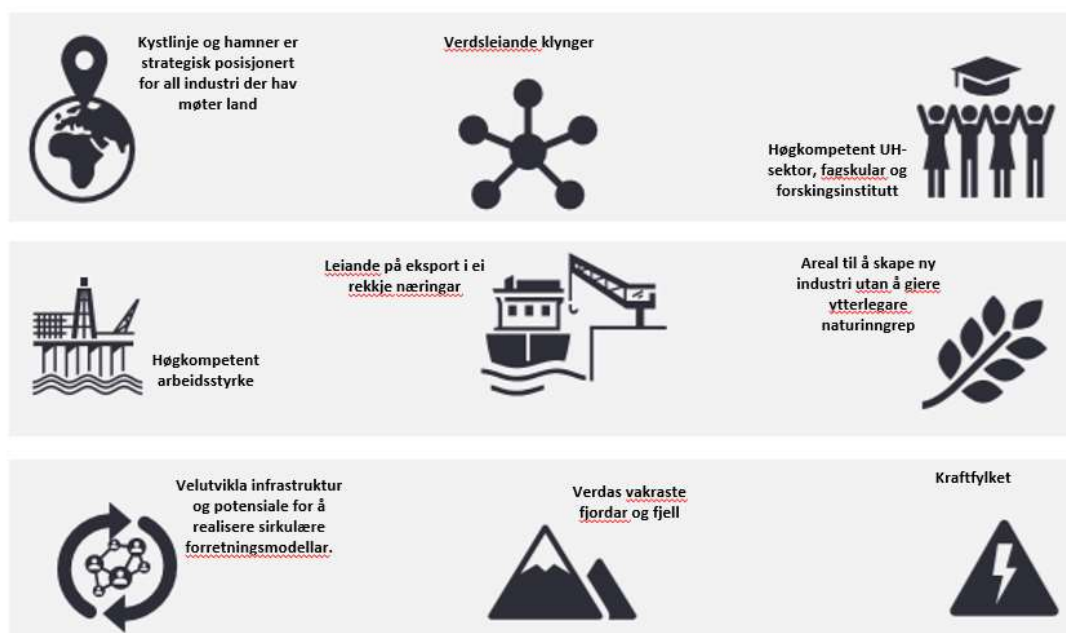 Kystlinje og hamner er
strategisk posisjonert
for all industri der hav
møter land
Verdsleiande klynger
Høgkompetent UH-
sektor, fagskular og
forskingsinstitutt
Høgkompetent
arbeidsstyrke
Leiande på eksport i ei
rekkje næringar
Areal til å skape ny
industri utan å gjere
ytterlegare
naturinngrep
Velutvikla infrastruktur
og potensiale for å
realisere sirkulære
forretningsmodellar.
Verdas vakraste
fjordar og fjell
Kraftfylket